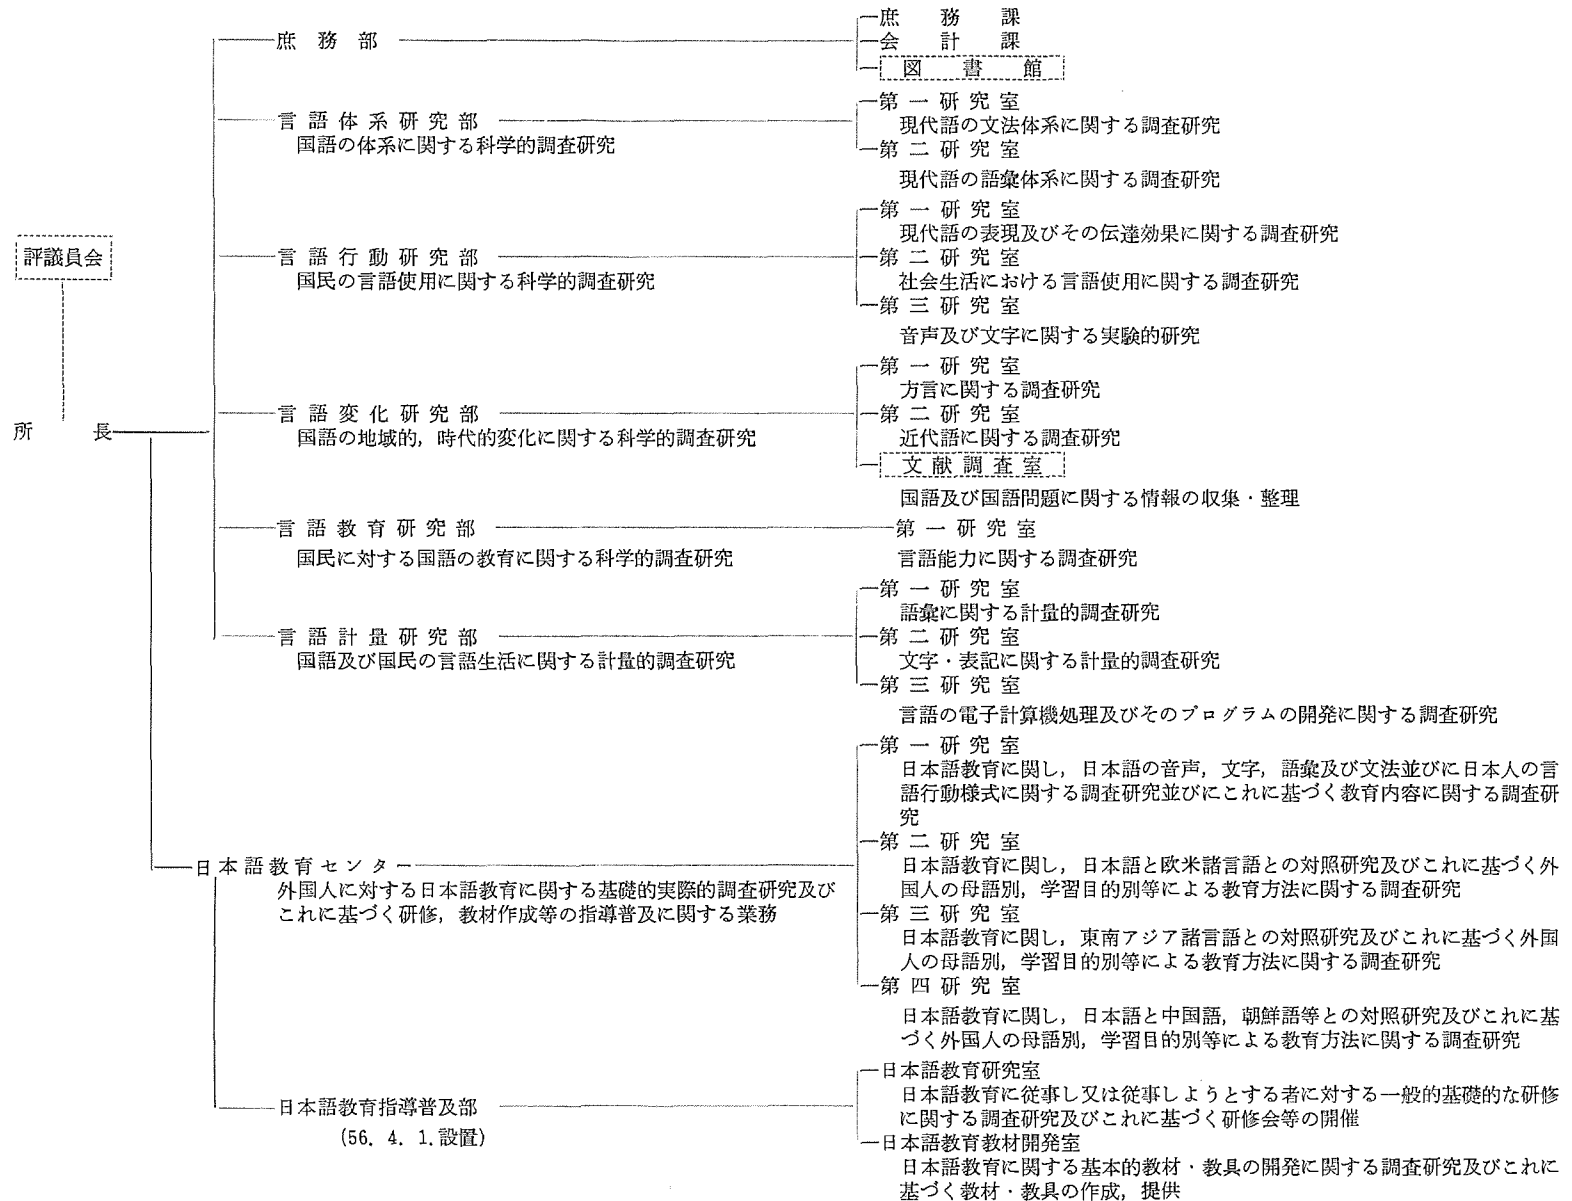 評議員会
所長
庶務部
庶務課
会計課
図書館
言語体系研究部
国語の体系に関する科学的調査研究
第一研究室
現代語の文法体系に関する調査研究
第二研究室
現代語の語彙体系に関する調査研究
言語行動研究部
国民の言語使用に関する科学的調査研究
第一研究室
現代語の表現及びその伝達効果に関する調査研究
第二研究室
社会生活における言語使用に関する調査研究
第三研究室
音声及び文字に関する実験的研究
言語変化研究部
国語の地域的，時代的変化に関する科学的調査研究
第一研究室
方言に関する調査研究
第二研究室
近代語に関する調査研究
文献調査室
国語及び国語問題に関する情報の収集・整理
言語教育研究部
国民に対する国語の教育に関する科学的調査研究
第一研究室
言語能力に関する調査研究
言語計量研究部
国語及び国民の言語生活に関する計量的調査研究
第一研究室
語彙に関する計量的調査研究
第二研究室
文字・表記に関する計量的調査研究
第三研究室
言語の電子計算機処理及びそのプログラムの開発に関する調査研究
日本語教育センター
外国人に対する日本語教育に関する基礎的実際的調査研究及び
これに基づく研修，教材作成等の指導普及に関する業務
第一研究室
日本語教育に関し，日本語の音声，文字，語彙及び文法並びに日本人の言
語行動様式に関する調査研究並びにこれに基づく教育内容に関する調査研
究
第二研究室
日本語教育に関し，日本語と欧米諸言語との対照研究及びこれに基づく外
国人の母語別，学習目的別等による教育方法に関する調査研究
第三研究室
日本語教育に関し，東南アジア諸言語との対照研究及びこれに基づく外国
人の母語別，学習目的別等による教育方法に関する調査研究
第四研究室
日本語教育に関し，日本語と中国語，朝鮮語等との対照研究及びこれに基
づく外国人の母語別，学習目的別等による教育方法に関する調査研究
日本語教育指導普及部
(56．4．1．設置)
日本語教育研究室
日本語教育に従事し又は従事しようとする者に対する一般的基礎的な研修
に関する調査研究及びこれに基づく研修会等の開催
日本語教育教材開発室
日本語教育に関する基本的教材・教具の開発に関する調査研究及びこれに
基づく教材・教具の作成，提供